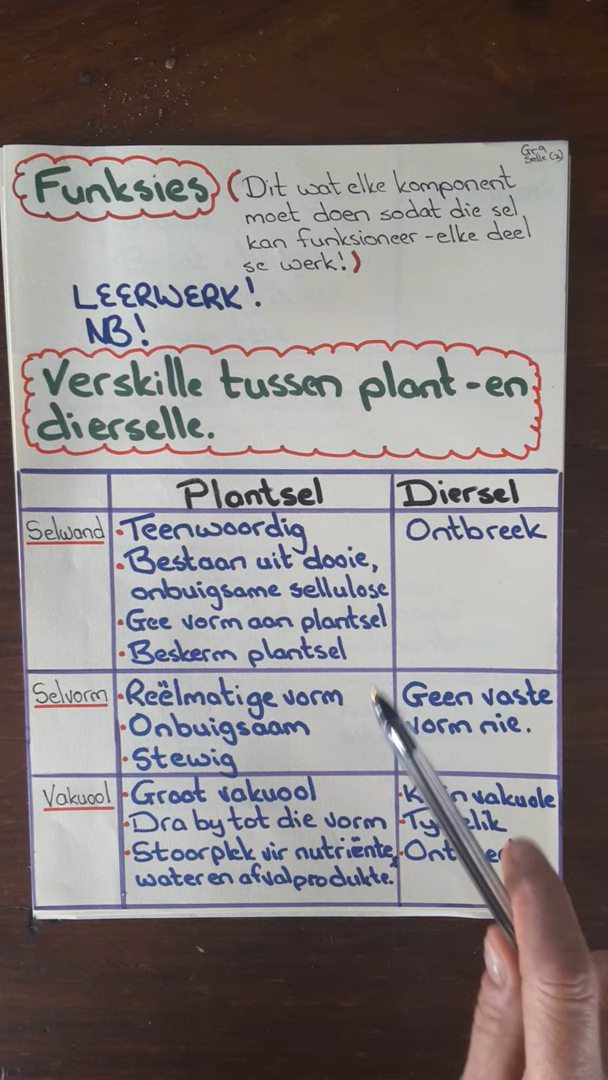 Gr 9
Selle (3)
Funksies (Dit wat elke komponent
moet doen sodat die sel
kan funksioneer - elke deel
se werk!)
LEERWERK!
NB!
Verskille tussen plant-en
dierselle.
Plantsel Diersel
Selwand • Teenwoordig Ontbreek
• Bestaan uit dooie,
onbuigsame sellulose
• Gee vorm aan plantsel
• Beskerm plantsel
Selvorm • Reëlmatige vorm Geen vaste
• Onbuigsaam vorm nie.
• Stewig
Vakuool • Groot vakuool • vakuole
• Dra by tot die vorm •
• Stoorplek vir nutriënte, •
water en afvalprodukte.